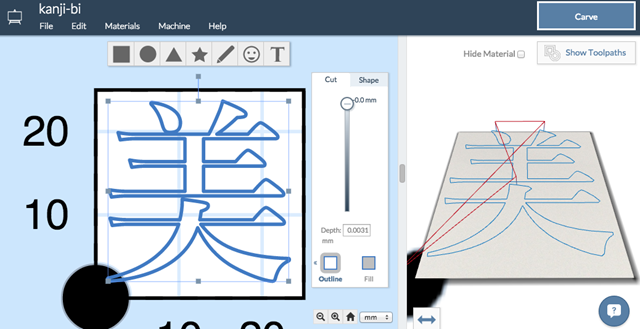 kanji-bi
File Edit Materials Machine Help
Carve
T
Cut Shape
0.0 mm
20
10
美
Depth: 0.0031
mm
Outline Fill
mm
Hide Material
Show Toolpaths
美
?